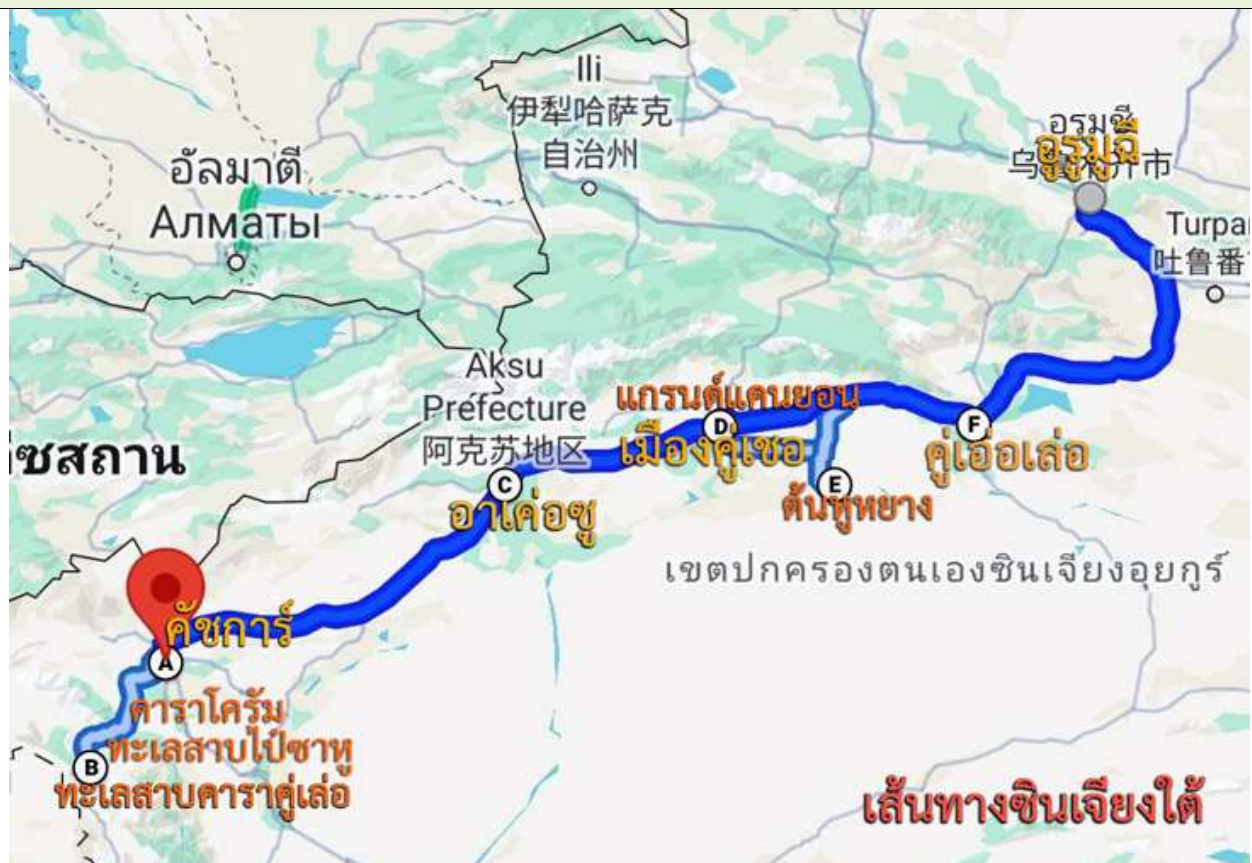 Ili
伊犁哈萨克
自治州
อุรุมชี
อูรูมูฉี
อัลมาตี
Алматы
Turpan
吐鲁番
Aksu
Prefecture
阿克苏地区
แกรนด์แคนยอน
D
เมืองคู่เชอ
F
คู่เอ๋อเล่อ
ซสถาน
C
อาเค่อซู
E
ต้นหูหยาง
เขตปกครองตนเองซินเจียงอุยกูร์
คัชการ์
A
คาราโครัม
ทะเลสาบไป๋ซาหู
B
ทะเลสาบคาราคู่เล่อ
เส้นทางซินเจียงใต้